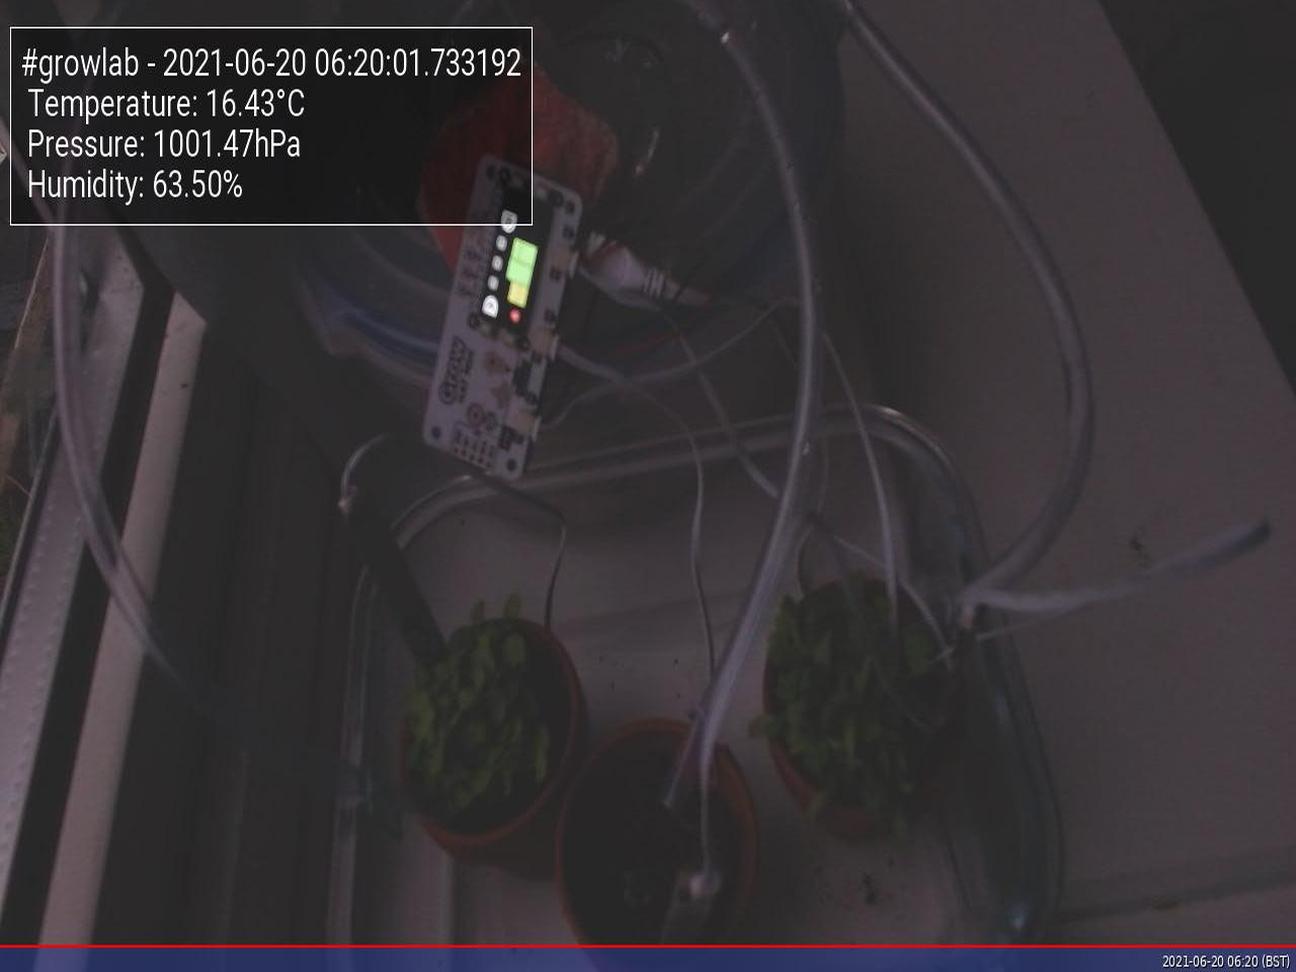 #growlab - 2021-06-20 06:20:01.733192
Temperature: 16.43°C
Pressure: 1001.47hPa
Humidity: 63.50%
GROW
2021-06-20 06:20 (BST)